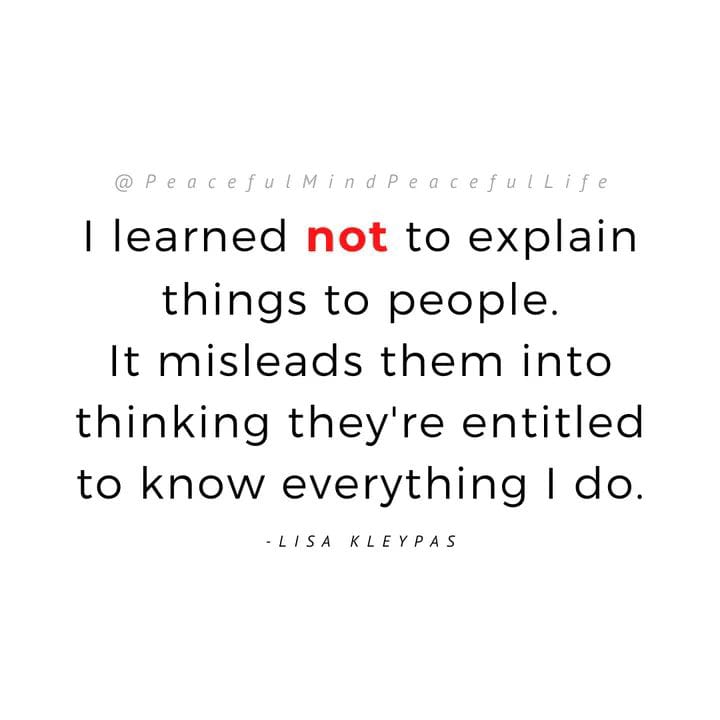 @PeacefulMindPeacefulLife
I learned not to explain
things to people.
It misleads them into
thinking they're entitled
to know everything I do.
-LISA KLEYPAS